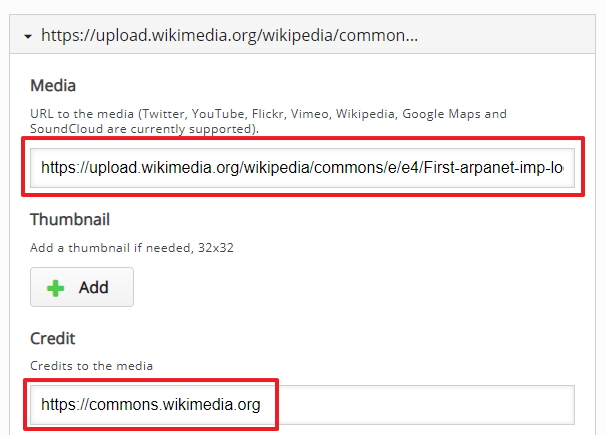 https://upload.wikimedia.org/wikipedia/common...
Media
URL to the media (Twitter, YouTube, Flickr, Vimeo, Wikipedia, Google Maps and
SoundCloud are currently supported).
https://upload.wikimedia.org/wikipedia/commons/e/e4/First-arpanet-imp-lo
Thumbnail
Add a thumbnail if needed, 32x32
Add
Credit
Credits to the media
https://commons.wikimedia.org